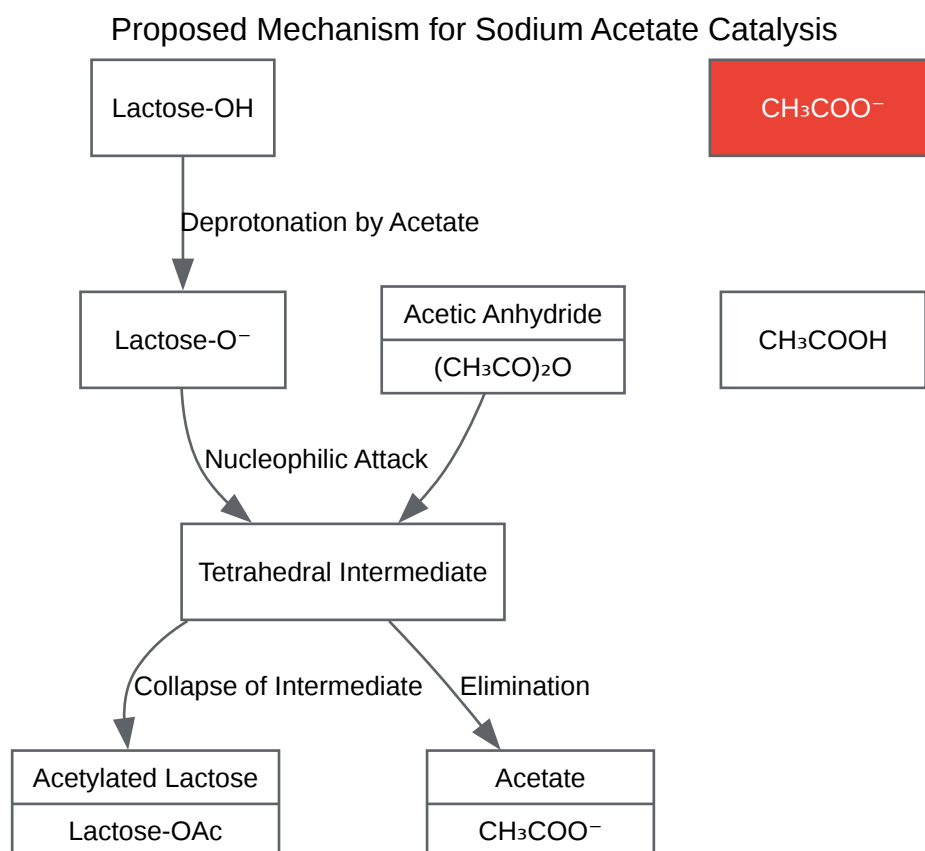 Proposed Mechanism for Sodium Acetate Catalysis
Lactose-OH
CH₃COO⁻
Deprotonation by Acetate
Lactose-O⁻
Acetic Anhydride
(CH₃CO)₂O
CH₃COOH
Nucleophilic Attack
Tetrahedral Intermediate
Collapse of Intermediate
Elimination
Acetylated Lactose
Lactose-OAc
Acetate
CH₃COO⁻